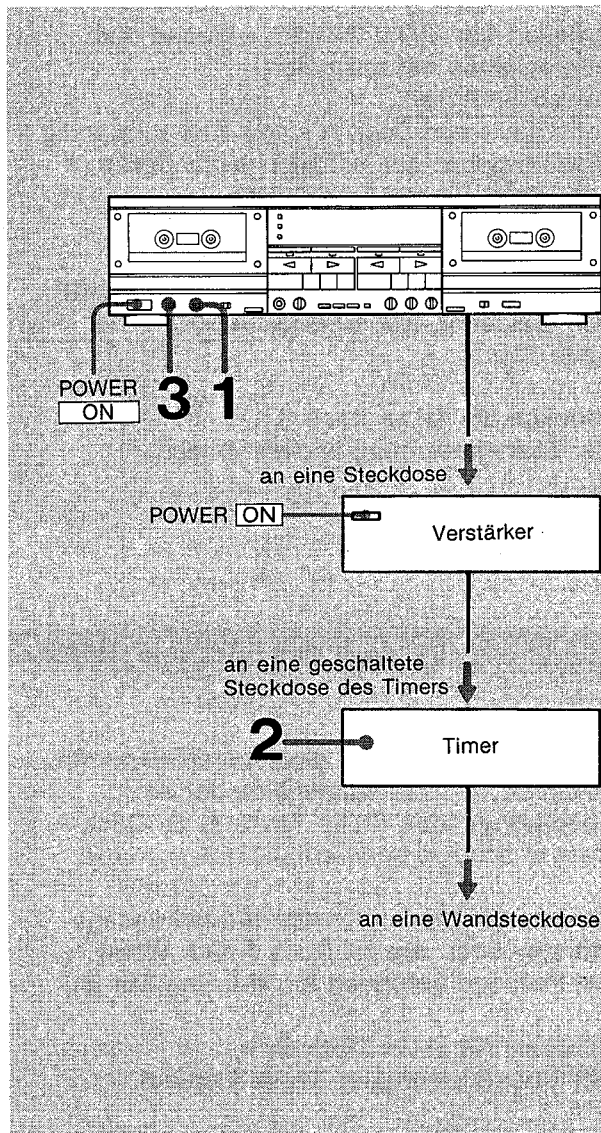 POWER
ON
3 1
an eine Steckdose
POWER ON
Verstärker
an eine geschaltete
Steckdose des Timers
2
Timer
an eine Wandsteckdose